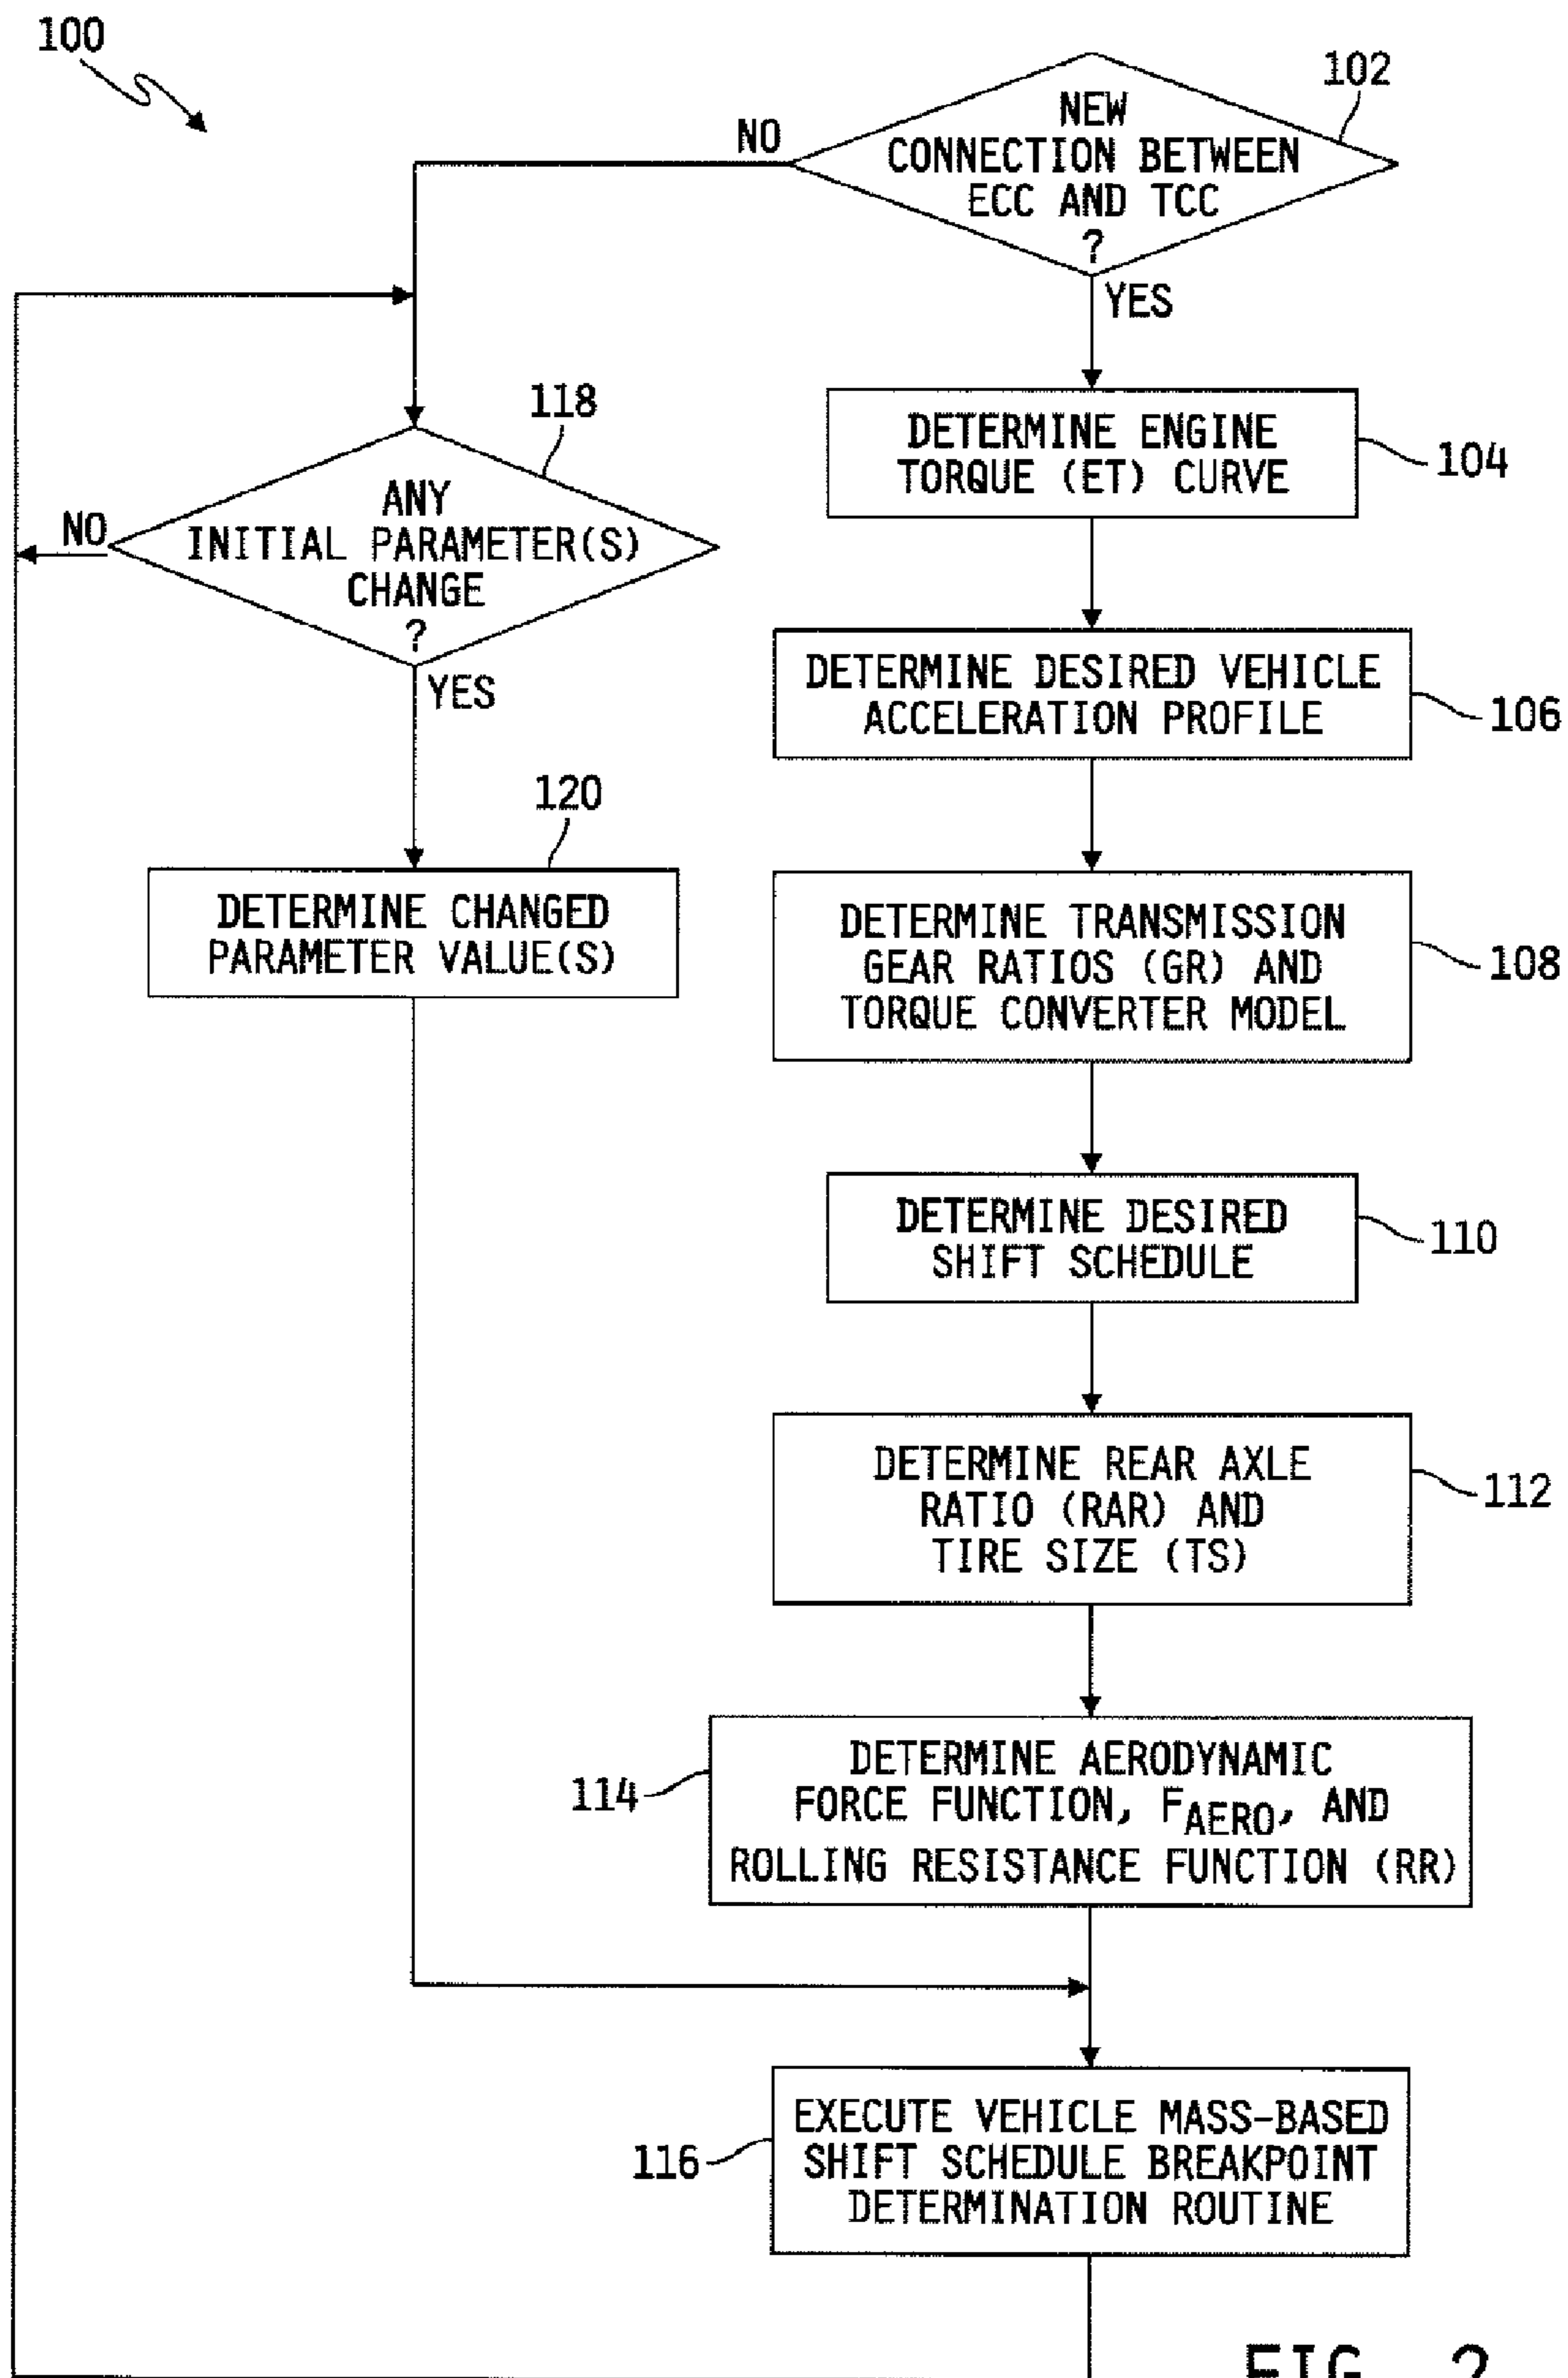 100
102
NEW
CONNECTION BETWEEN
ECC AND TCC
?
NO
YES
118
ANY
INITIAL PARAMETER(S)
CHANGE
?
NO
YES
DETERMINE ENGINE
TORQUE (ET) CURVE
104
DETERMINE DESIRED VEHICLE
ACCELERATION PROFILE
106
120
DETERMINE CHANGED
PARAMETER VALUE(S)
DETERMINE TRANSMISSION
GEAR RATIOS (GR) AND
TORQUE CONVERTER MODEL
108
DETERMINE DESIRED
SHIFT SCHEDULE
110
DETERMINE REAR AXLE
RATIO (RAR) AND
TIRE SIZE (TS)
112
DETERMINE AERODYNAMIC
FORCE FUNCTION, FAERO, AND
ROLLING RESISTANCE FUNCTION (RR)
114
EXECUTE VEHICLE MASS-BASED
SHIFT SCHEDULE BREAKPOINT
DETERMINATION ROUTINE
116
FIG. 2